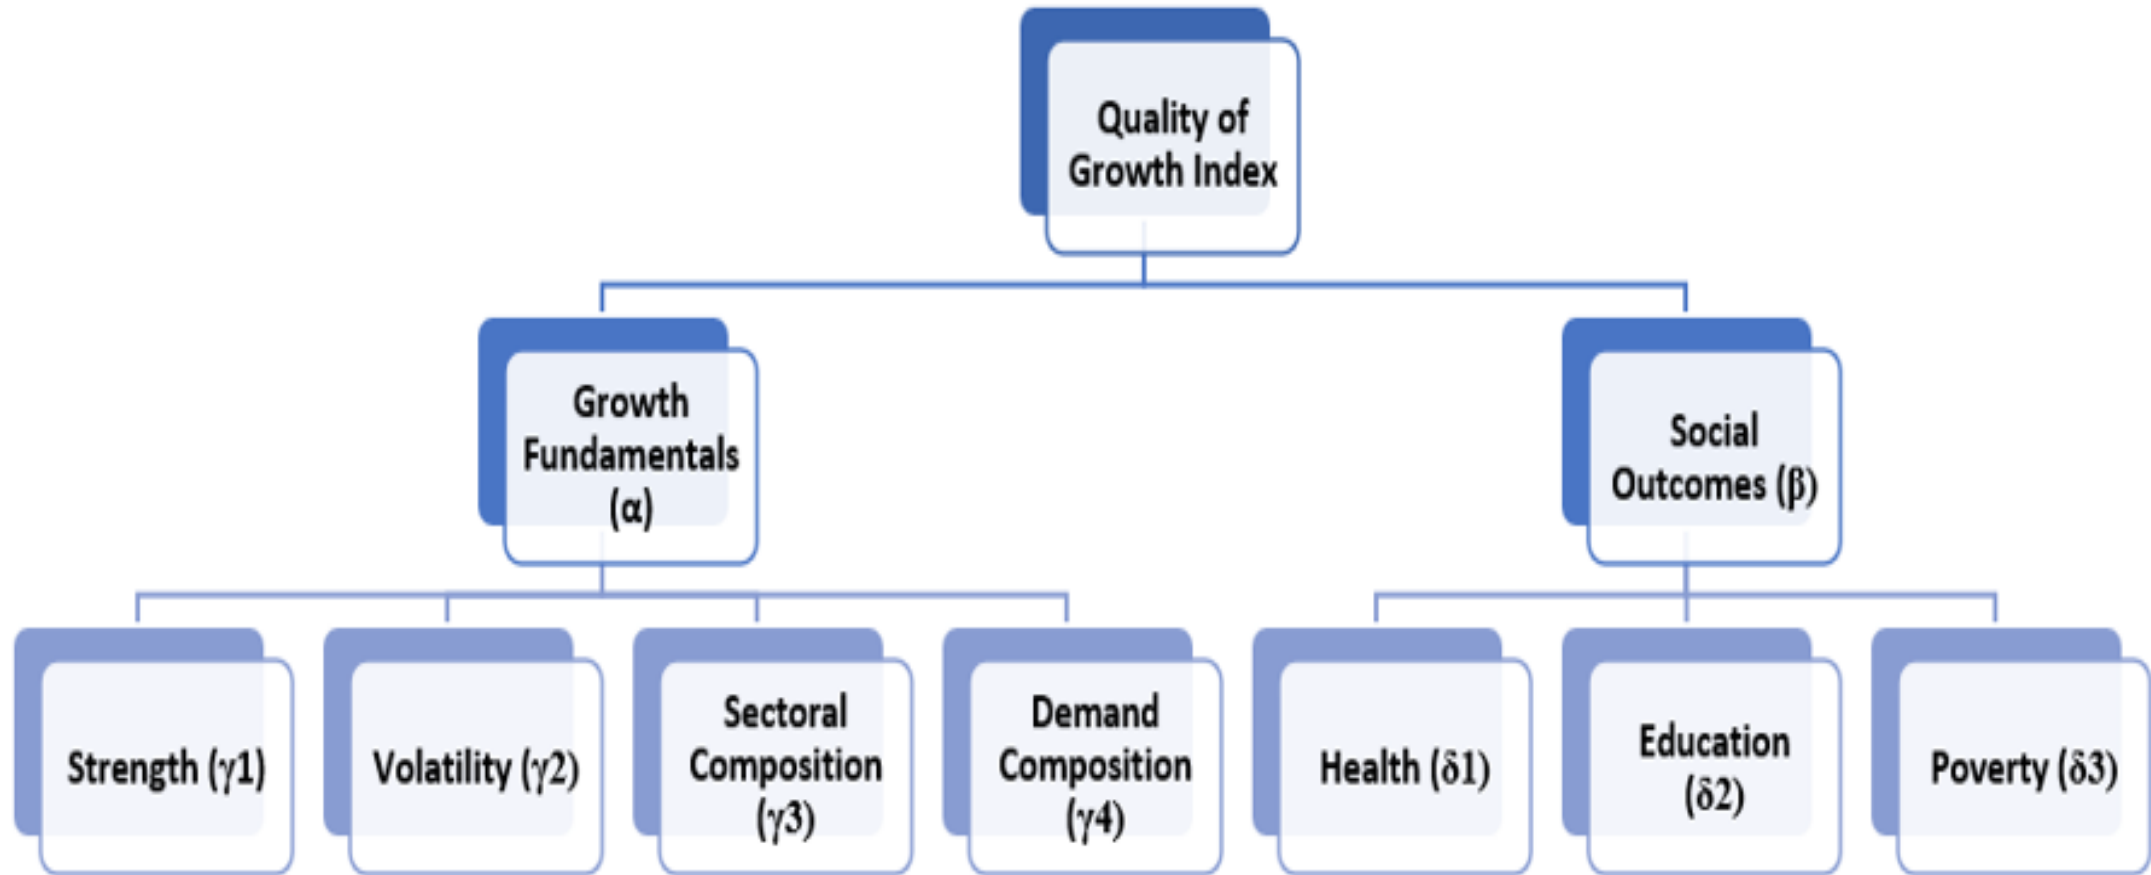 Quality of
Growth Index
Growth
Fundamentals
(α)
Social
Outcomes (β)
Strength (γ1)
Volatility (γ2)
Sectoral
Composition
(γ3)
Demand
Composition
(γ4)
Health (δ1)
Education
(δ2)
Poverty (δ3)